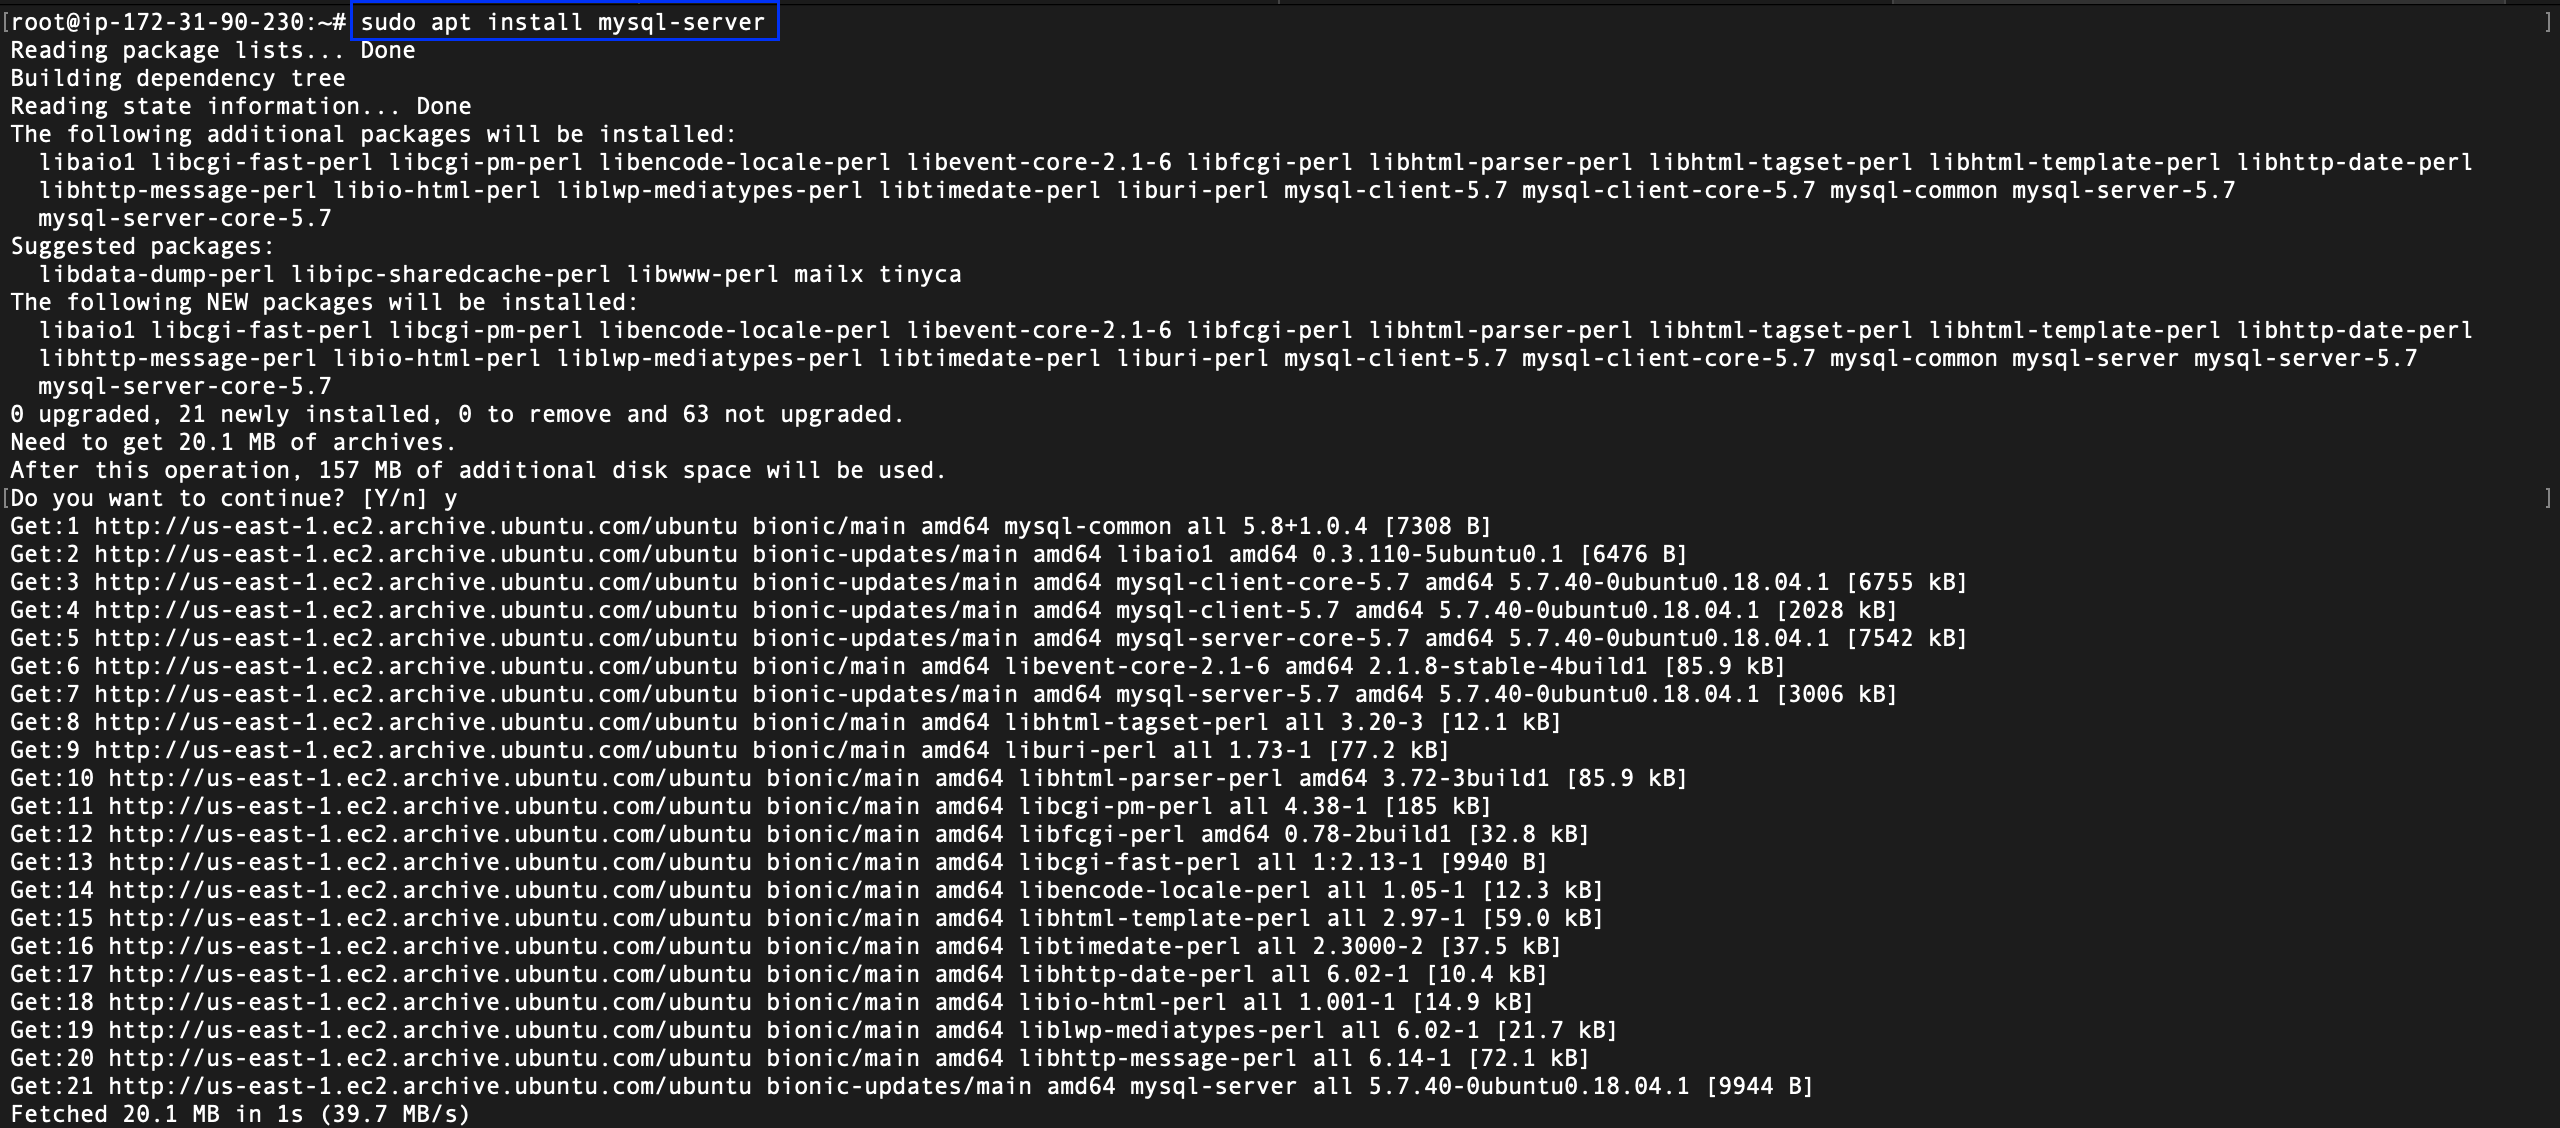 [root@ip-172-31-90-230:~# sudo apt install mysql-server ]
Reading package lists... Done
Building dependency tree
Reading state information... Done
The following additional packages will be installed:
  libaio1 libcgi-fast-perl libcgi-pm-perl libencode-locale-perl libevent-core-2.1-6 libfcgi-perl libhtml-parser-perl libhtml-tagset-perl libhtml-template-perl libhttp-date-perl
  libhttp-message-perl libio-html-perl liblwp-mediatypes-perl libtimedate-perl liburi-perl mysql-client-5.7 mysql-client-core-5.7 mysql-common mysql-server-5.7
  mysql-server-core-5.7
Suggested packages:
  libdata-dump-perl libipc-sharedcache-perl libwww-perl mailx tinyca
The following NEW packages will be installed:
  libaio1 libcgi-fast-perl libcgi-pm-perl libencode-locale-perl libevent-core-2.1-6 libfcgi-perl libhtml-parser-perl libhtml-tagset-perl libhtml-template-perl libhttp-date-perl
  libhttp-message-perl libio-html-perl liblwp-mediatypes-perl libtimedate-perl liburi-perl mysql-client-5.7 mysql-client-core-5.7 mysql-common mysql-server mysql-server-5.7
  mysql-server-core-5.7
0 upgraded, 21 newly installed, 0 to remove and 63 not upgraded.
Need to get 20.1 MB of archives.
After this operation, 157 MB of additional disk space will be used.
[Do you want to continue? [Y/n] y ]
Get:1 http://us-east-1.ec2.archive.ubuntu.com/ubuntu bionic/main amd64 mysql-common all 5.8+1.0.4 [7308 B]
Get:2 http://us-east-1.ec2.archive.ubuntu.com/ubuntu bionic-updates/main amd64 libaio1 amd64 0.3.110-5ubuntu0.1 [6476 B]
Get:3 http://us-east-1.ec2.archive.ubuntu.com/ubuntu bionic-updates/main amd64 mysql-client-core-5.7 amd64 5.7.40-0ubuntu0.18.04.1 [6755 kB]
Get:4 http://us-east-1.ec2.archive.ubuntu.com/ubuntu bionic-updates/main amd64 mysql-client-5.7 amd64 5.7.40-0ubuntu0.18.04.1 [2028 kB]
Get:5 http://us-east-1.ec2.archive.ubuntu.com/ubuntu bionic-updates/main amd64 mysql-server-core-5.7 amd64 5.7.40-0ubuntu0.18.04.1 [7542 kB]
Get:6 http://us-east-1.ec2.archive.ubuntu.com/ubuntu bionic/main amd64 libevent-core-2.1-6 amd64 2.1.8-stable-4build1 [85.9 kB]
Get:7 http://us-east-1.ec2.archive.ubuntu.com/ubuntu bionic-updates/main amd64 mysql-server-5.7 amd64 5.7.40-0ubuntu0.18.04.1 [3006 kB]
Get:8 http://us-east-1.ec2.archive.ubuntu.com/ubuntu bionic/main amd64 libhtml-tagset-perl all 3.20-3 [12.1 kB]
Get:9 http://us-east-1.ec2.archive.ubuntu.com/ubuntu bionic/main amd64 liburi-perl all 1.73-1 [77.2 kB]
Get:10 http://us-east-1.ec2.archive.ubuntu.com/ubuntu bionic/main amd64 libhtml-parser-perl amd64 3.72-3build1 [85.9 kB]
Get:11 http://us-east-1.ec2.archive.ubuntu.com/ubuntu bionic/main amd64 libcgi-pm-perl all 4.38-1 [185 kB]
Get:12 http://us-east-1.ec2.archive.ubuntu.com/ubuntu bionic/main amd64 libfcgi-perl amd64 0.78-2build1 [32.8 kB]
Get:13 http://us-east-1.ec2.archive.ubuntu.com/ubuntu bionic/main amd64 libcgi-fast-perl all 1:2.13-1 [9940 B]
Get:14 http://us-east-1.ec2.archive.ubuntu.com/ubuntu bionic/main amd64 libencode-locale-perl all 1.05-1 [12.3 kB]
Get:15 http://us-east-1.ec2.archive.ubuntu.com/ubuntu bionic/main amd64 libhtml-template-perl all 2.97-1 [59.0 kB]
Get:16 http://us-east-1.ec2.archive.ubuntu.com/ubuntu bionic/main amd64 libtimedate-perl all 2.3000-2 [37.5 kB]
Get:17 http://us-east-1.ec2.archive.ubuntu.com/ubuntu bionic/main amd64 libhttp-date-perl all 6.02-1 [10.4 kB]
Get:18 http://us-east-1.ec2.archive.ubuntu.com/ubuntu bionic/main amd64 libio-html-perl all 1.001-1 [14.9 kB]
Get:19 http://us-east-1.ec2.archive.ubuntu.com/ubuntu bionic/main amd64 liblwp-mediatypes-perl all 6.02-1 [21.7 kB]
Get:20 http://us-east-1.ec2.archive.ubuntu.com/ubuntu bionic/main amd64 libhttp-message-perl all 6.14-1 [72.1 kB]
Get:21 http://us-east-1.ec2.archive.ubuntu.com/ubuntu bionic-updates/main amd64 mysql-server all 5.7.40-0ubuntu0.18.04.1 [9944 B]
Fetched 20.1 MB in 1s (39.7 MB/s)